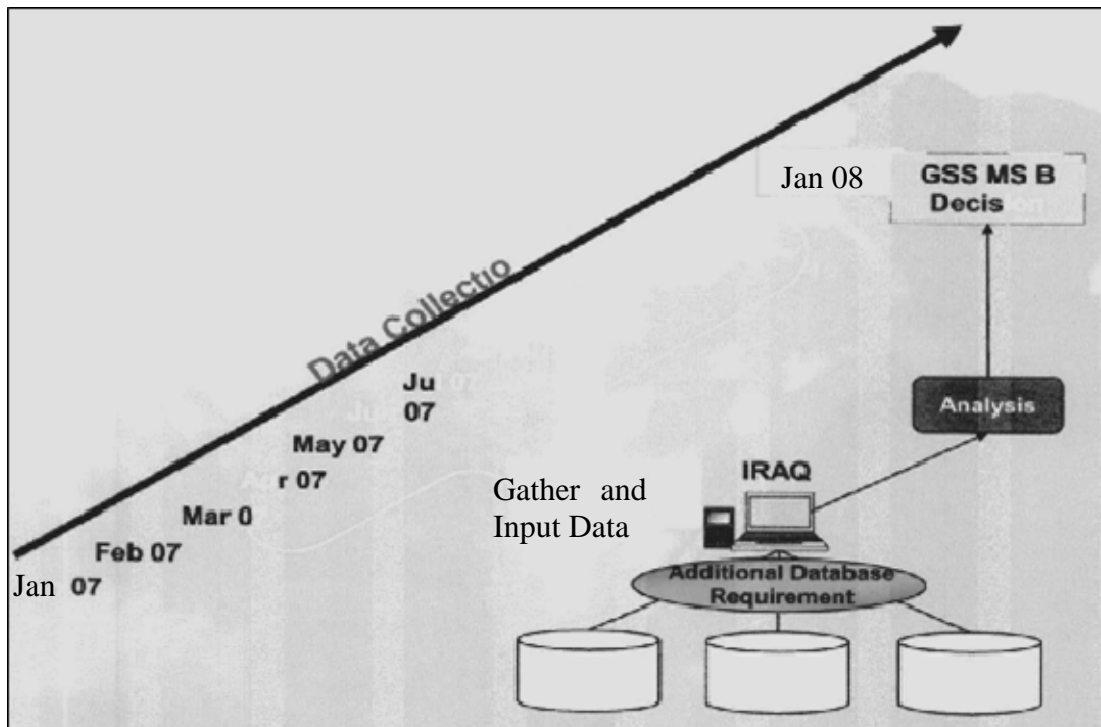 Jan 08
GSS MS B
Decis
Data Collectio
Ju
07
May 07
r 07
Mar 0
Feb 07
Jan 07
Gather and
Input Data
IRAQ
Analysis
Additional Database
Requirement